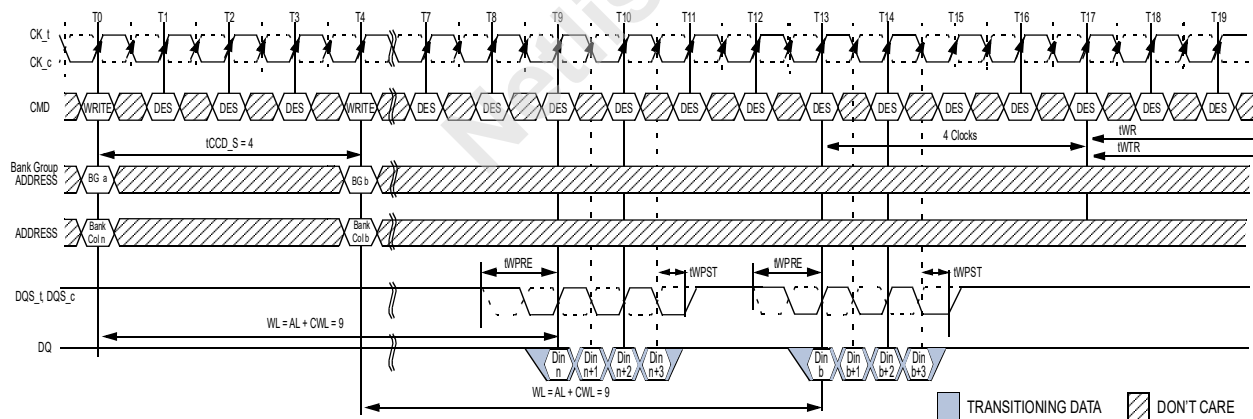 T0 T1 T2 T3 T4 T7 T8 T9 T10 T11 T12 T13 T14 T15 T16 T17 T18 T19
CK_t
CK_c
CMD WRITE DES DES DES WRITE DES DES DES DES DES DES DES DES DES DES DES DES DES
tCCD_S = 4
4 Clocks
tWR
tWTR
Bank Group
ADDRESS
BG a
BG b
ADDRESS
Bank
Col n
Bank
Col b
tWPRE
tWPST
tWPRE
tWPST
DQS_t, DQS_c
WL = AL + CWL = 9
DQ
Din
n
Din
n+1
Din
n+2
Din
n+3
Din
b
Din
b+1
Din
b+2
Din
b+3
WL = AL + CWL = 9
TRANSITIONING DATA
DON'T CARE
Netlis